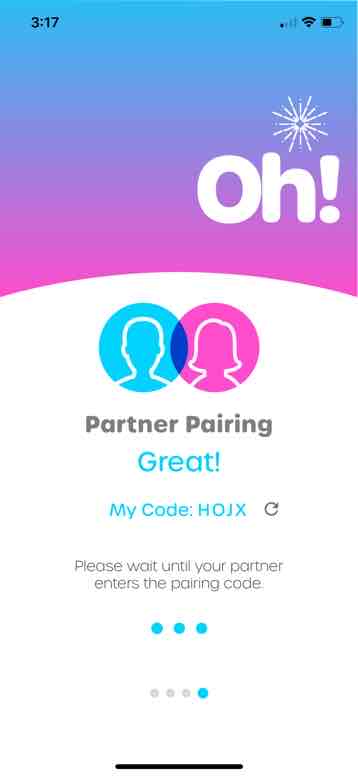 3:17
Oh!
Partner Pairing
Great!
My Code: HOJX
Please wait until your partner
enters the pairing code.